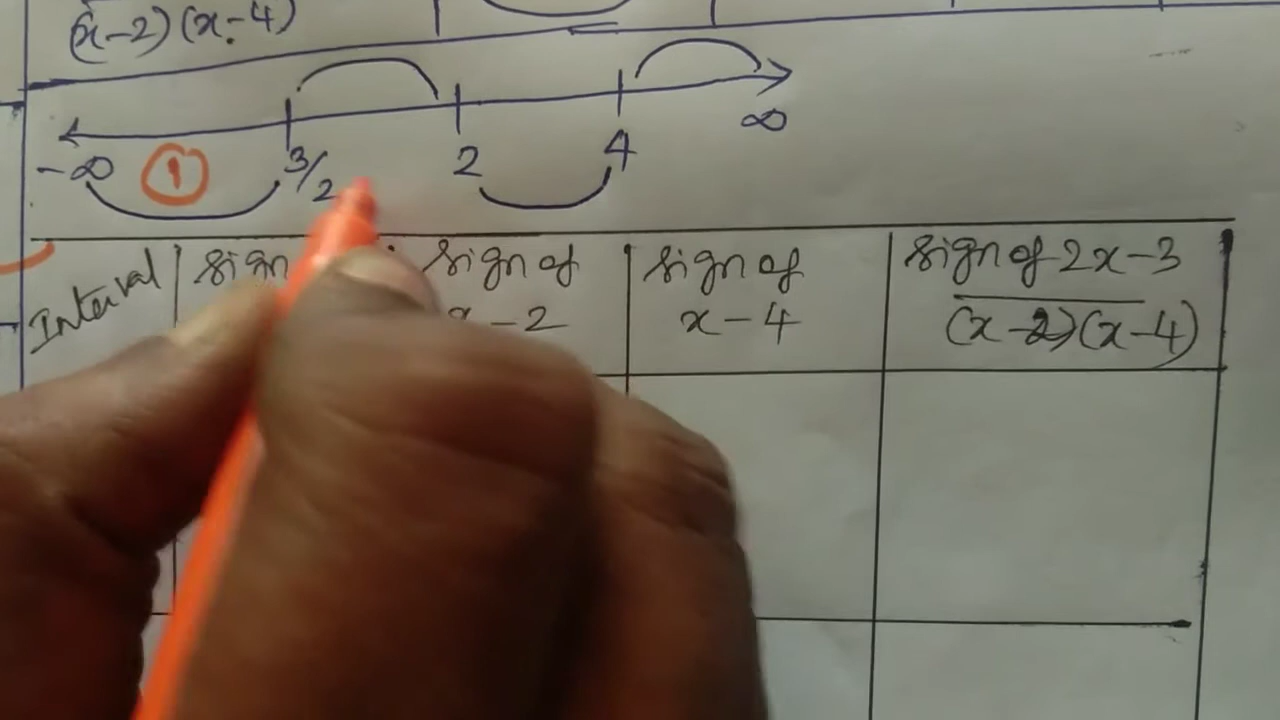 (x-2)(x-4)
-∞ 1 3/2 2 4 ∞
Interval sign sign of sign of sign of 2x-3
x-2 x-4 (x-2)(x-4)